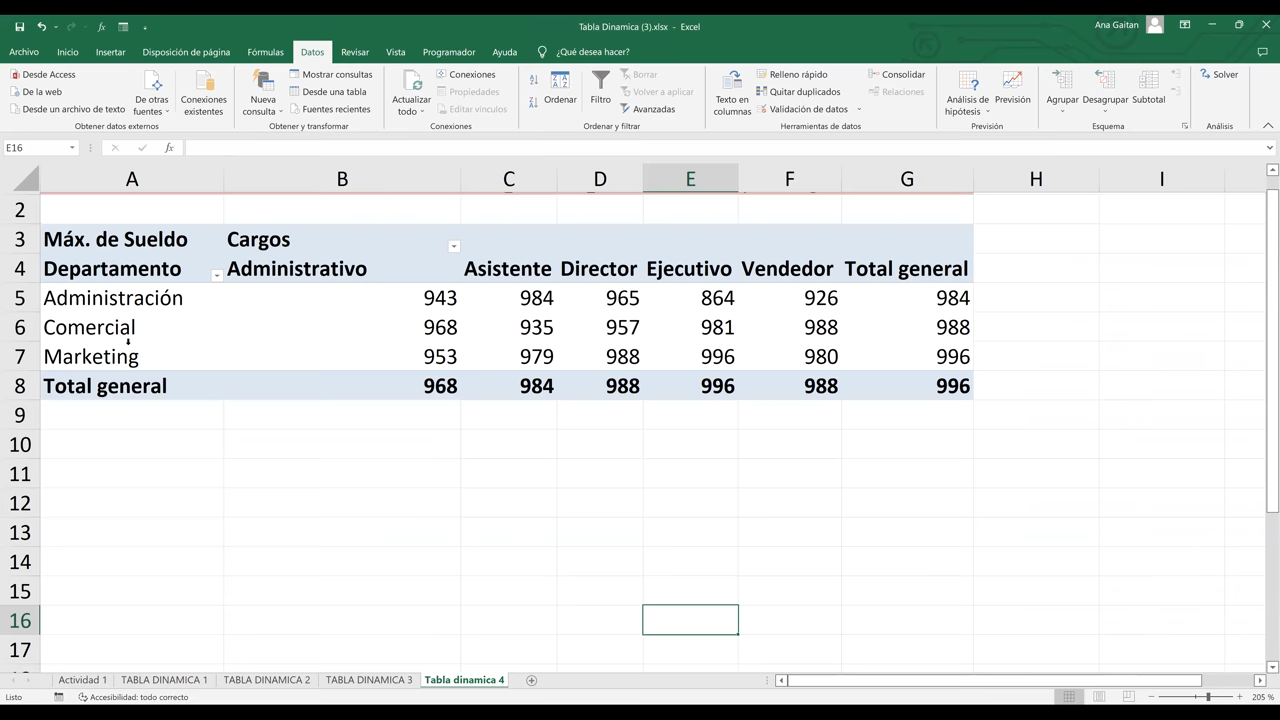 Tabla Dinamica (3).xlsx - Excel
Ana Gaitan
Archivo Inicio Insertar Disposición de página Fórmulas Datos Revisar Vista Programador Ayuda ¿Qué desea hacer?
Desde Access
De la web
Desde un archivo de texto
De otras fuentes
Conexiones existentes
Obtener datos externos
Nueva consulta
Mostrar consultas
Desde una tabla
Fuentes recientes
Obtener y transformar
Actualizar todo
Conexiones
Propiedades
Editar vínculos
Conexiones
Ordenar
Filtro
Borrar
Volver a aplicar
Avanzadas
Ordenar y filtrar
Texto en columnas
Relleno rápido
Quitar duplicados
Validación de datos
Consolidar
Relaciones
Herramientas de datos
Análisis de hipótesis
Previsión
Previsión
Agrupar
Desagrupar
Subtotal
Esquema
Solver
Análisis
E16 fx
A B C D E F G H I
2
3 Máx. de Sueldo Cargos
4 Departamento Administrativo Asistente Director Ejecutivo Vendedor Total general
5 Administración 943 984 965 864 926 984
6 Comercial 968 935 957 981 988 988
7 Marketing 953 979 988 996 980 996
8 Total general 968 984 988 996 988 996
9
10
11
12
13
14
15
16
17
Actividad 1 TABLA DINAMICA 1 TABLA DINAMICA 2 TABLA DINAMICA 3 Tabla dinamica 4
Listo Accesibilidad: todo correcto 205 %